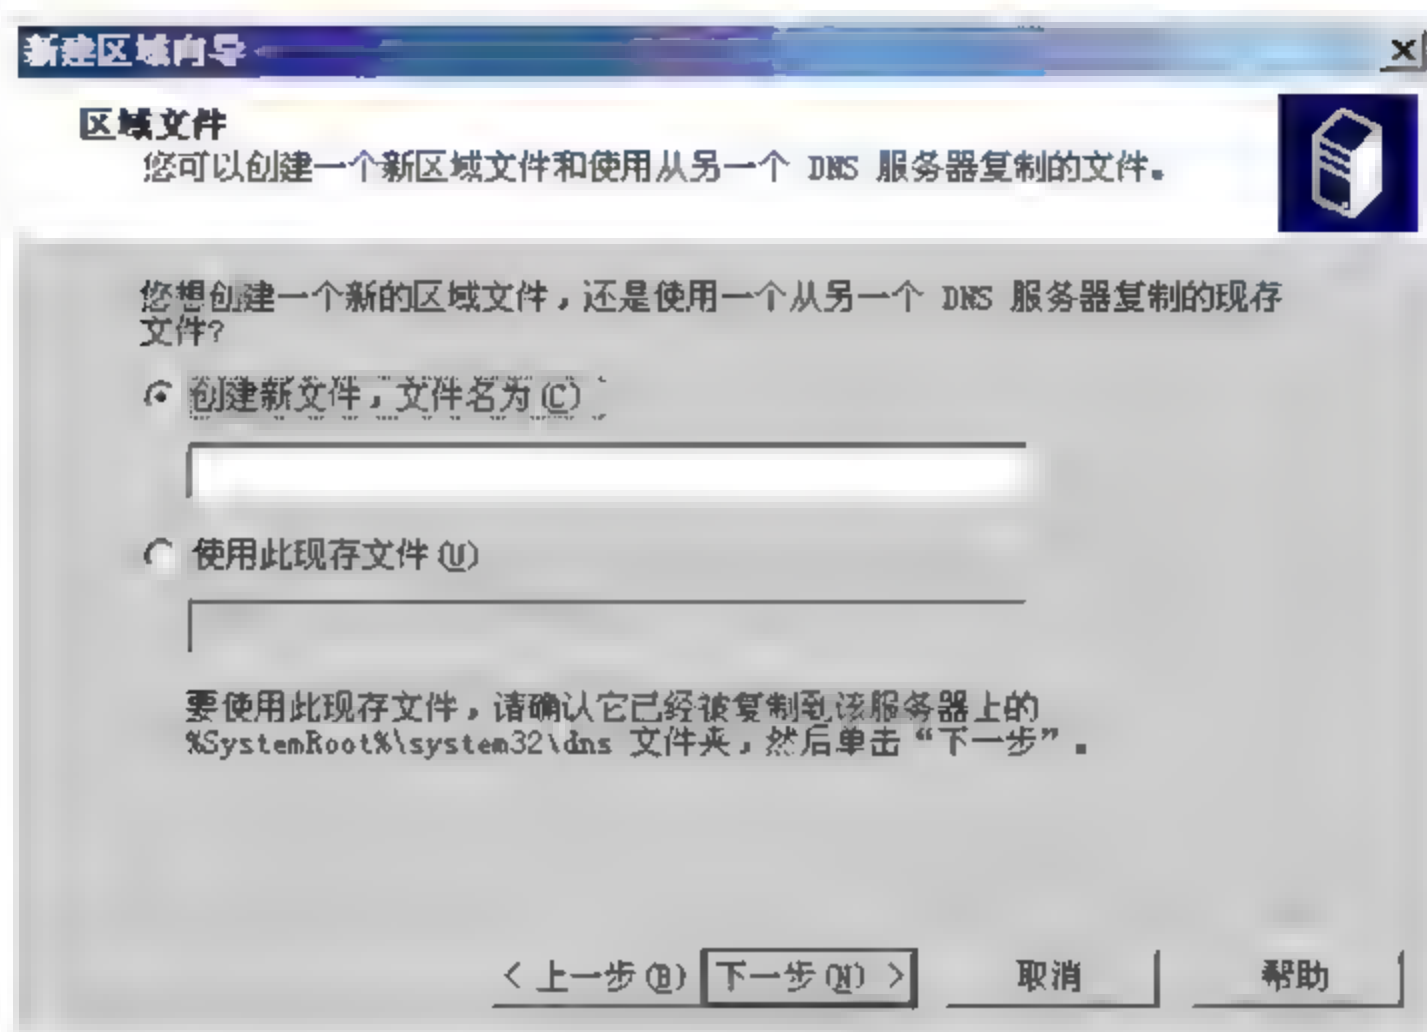 新建区域向导
区域文件
您可以创建一个新区域文件和使用从另一个 DNS 服务器复制的文件。
您想创建一个新的区域文件，还是使用一个从另一个 DNS 服务器复制的现存
文件？
创建新文件，文件名为(C)
使用此现存文件(U)
要使用此现存文件，请确认它已经被复制到该服务器上的
%SystemRoot%\system32\dns 文件夹，然后单击“下一步”。
< 上一步(B) 下一步(N) > 取消 帮助